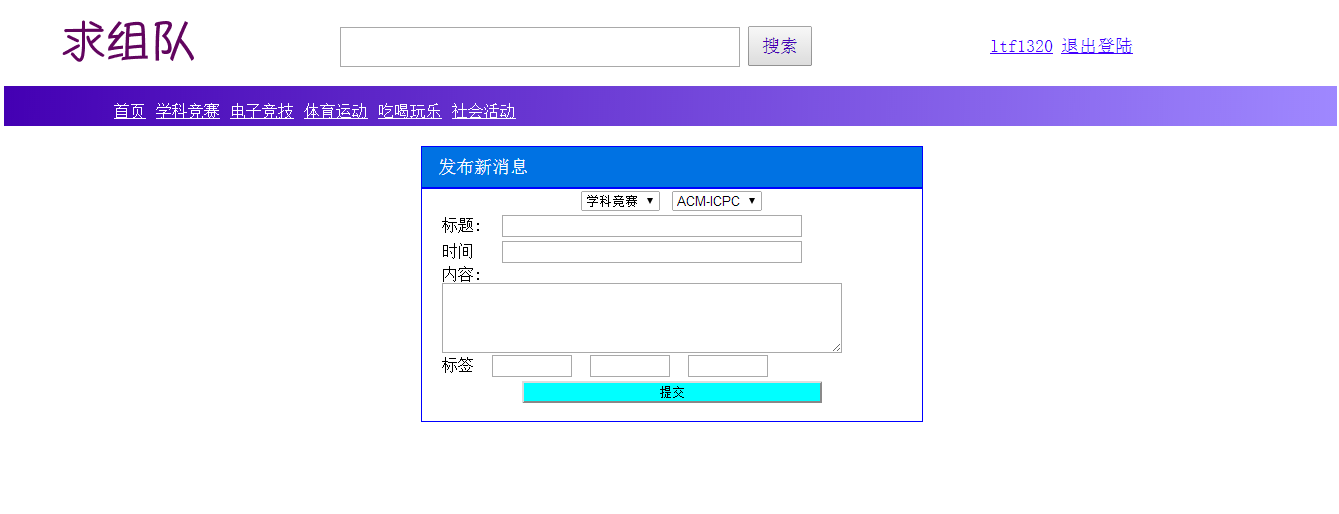 求组队
搜索
ltf1320 退出登陆
首页 学科竞赛 电子竞技 体育运动 吃喝玩乐 社会活动
发布新消息
学科竞赛 ACM-ICPC
标题:
时间
内容:
标签
提交